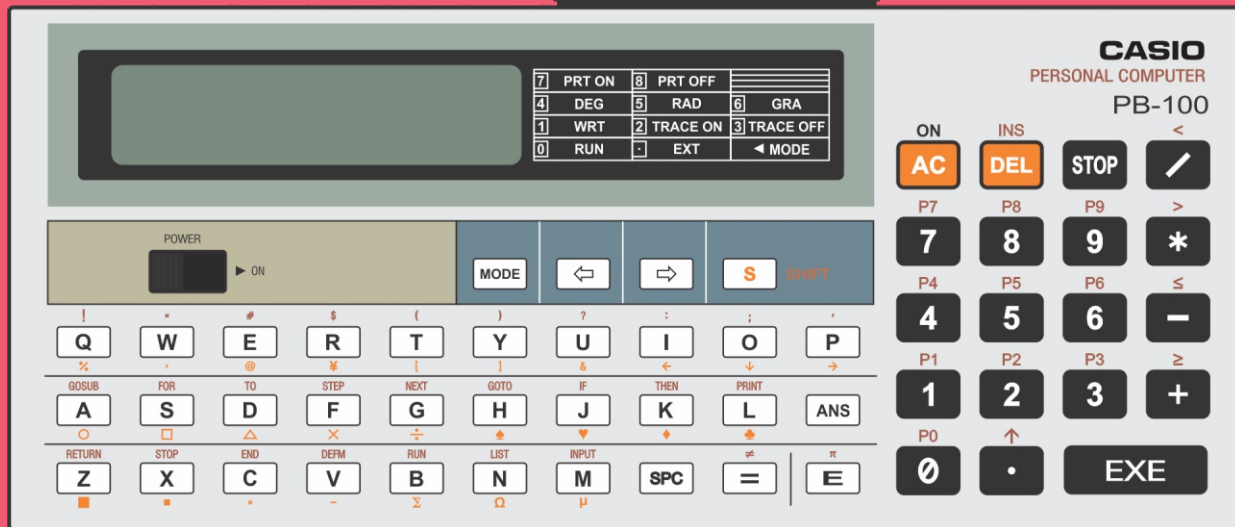 CASIO
PERSONAL COMPUTER
PB-100
7 PRT ON 8 PRT OFF
4 DEG 5 RAD 6 GRA
1 WRT 2 TRACE ON 3 TRACE OFF
0 RUN · EXT ◄ MODE
ON INS <
AC DEL STOP /
P7 P8 P9 >
7 8 9 *
P4 P5 P6 ≤
4 5 6 −
P1 P2 P3 ≥
1 2 3 +
P0 ↑
0 · EXE
POWER
► ON
MODE ⇦ ⇨ S SHIFT
! " # $ ( ) ? : ; ,
Q W E R T Y U I O P
% ' @ ¥ [ ] & ← ↓ →
GOSUB FOR TO STEP NEXT GOTO IF THEN PRINT
A S D F G H J K L ANS
○ □ △ × ÷ ♠ ♥ ♦ ♣
RETURN STOP END DEFM RUN LIST INPUT ≠ π
Z X C V B N M SPC = E
■ ▪ • − Σ Ω µ